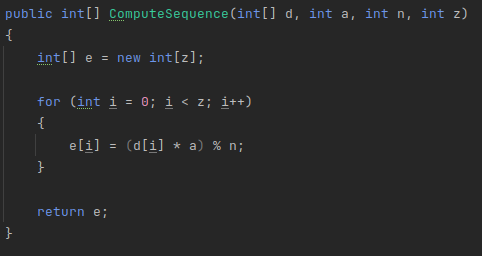 public int[] ComputeSequence(int[] d, int a, int n, int z)
{
    int[] e = new int[z];

    for (int i = 0; i < z; i++)
    {
        e[i] = (d[i] * a) % n;
    }

    return e;
}